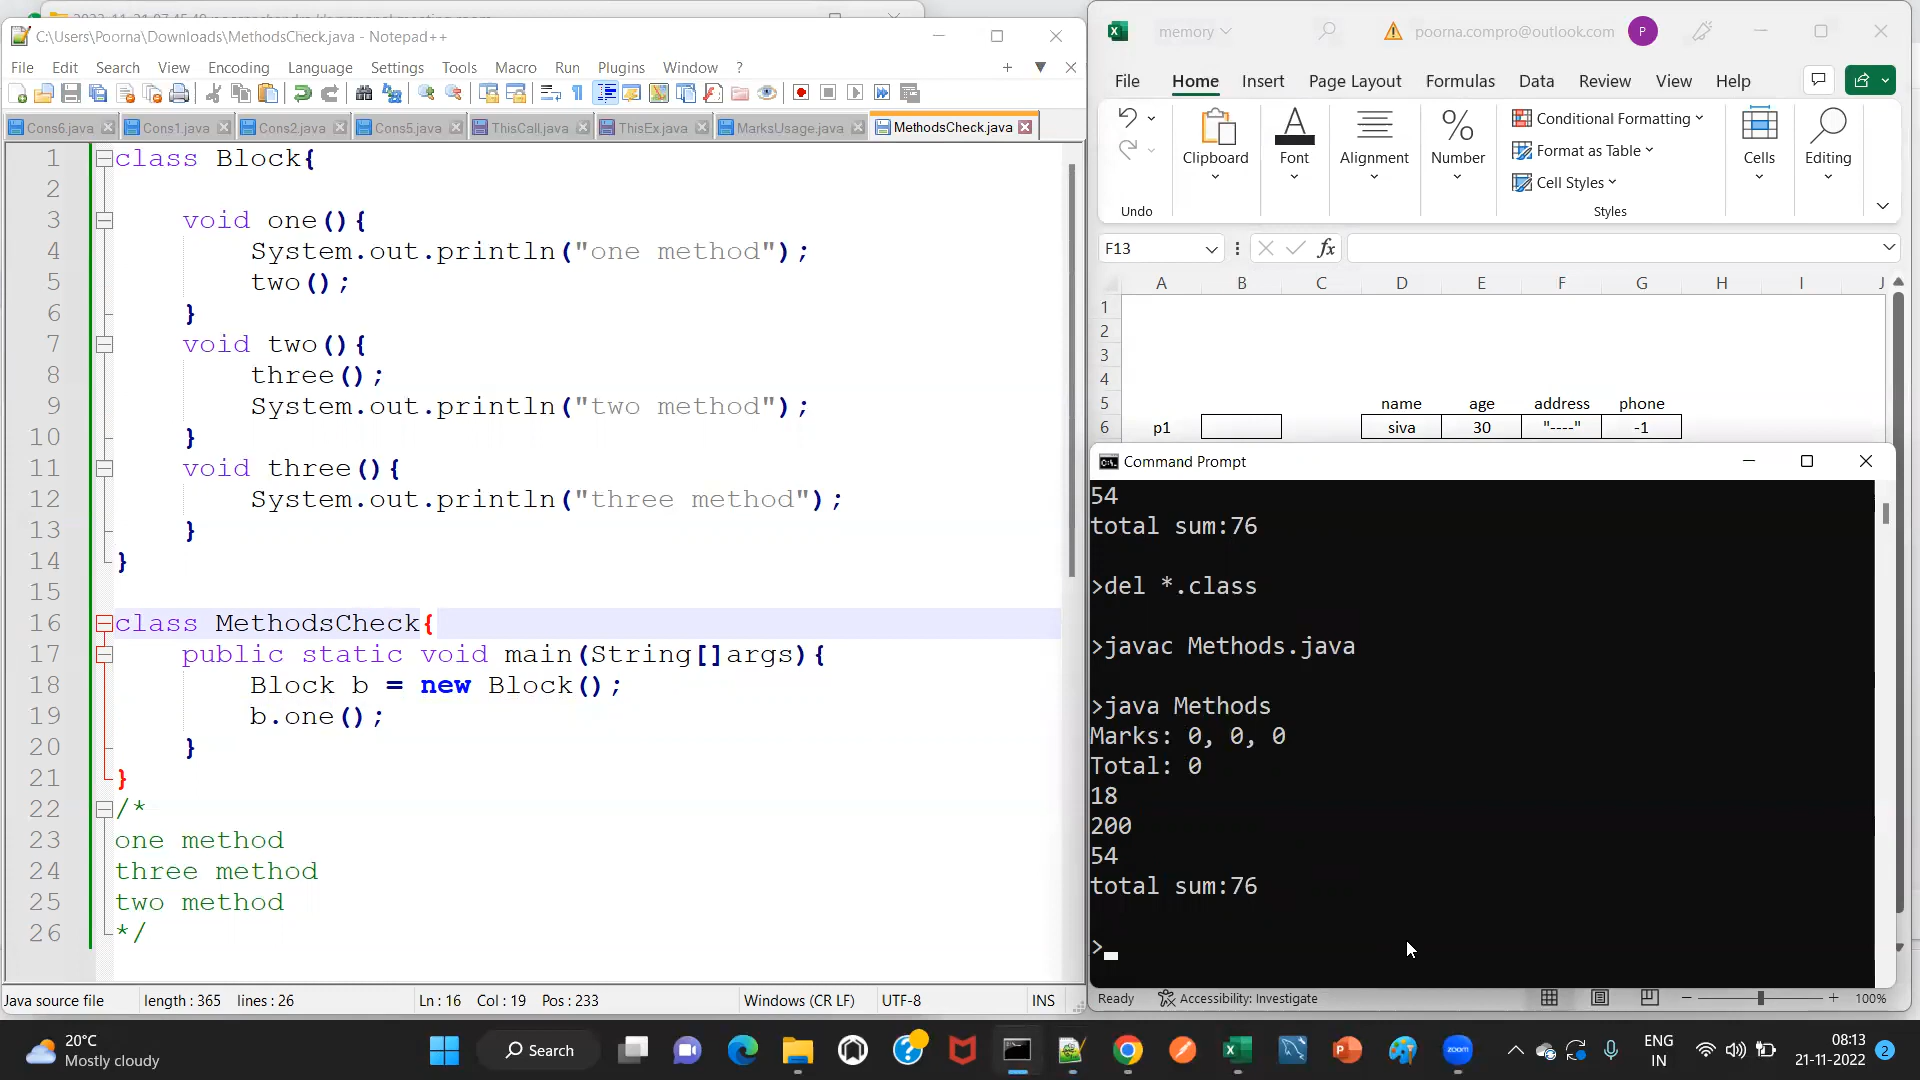 C:\Users\Poorna\Downloads\MethodsCheck.java - Notepad++
File Edit Search View Encoding Language Settings Tools Macro Run Plugins Window ?
Cons6.java Cons1.java Cons2.java Cons5.java ThisCall.java ThisEx.java MarksUsage.java MethodsCheck.java
1 class Block{
2
3 void one(){
4 System.out.println("one method");
5 two();
6 }
7 void two(){
8 three();
9 System.out.println("two method");
10 }
11 void three(){
12 System.out.println("three method");
13 }
14 }
15
16 class MethodsCheck{
17 public static void main(String[]args){
18 Block b = new Block();
19 b.one();
20 }
21 }
22 /*
23 one method
24 three method
25 two method
26 */
Java source file length : 365 lines : 26 Ln : 16 Col : 19 Pos : 233 Windows (CR LF) UTF-8 INS
memory poorna.compro@outlook.com P
File Home Insert Page Layout Formulas Data Review View Help
Clipboard Font Alignment Number Conditional Formatting Format as Table Cell Styles Cells Editing
Undo Styles
F13 fx
A B C D E F G H I J
1
2
3
4
5 name age address phone
6 p1 siva 30 "----" -1
Command Prompt
54
total sum:76
>del *.class
>javac Methods.java
>java Methods
Marks: 0, 0, 0
Total: 0
18
200
54
total sum:76
>
Ready Accessibility: Investigate 100%
20°C
Mostly cloudy
Search
zoom
ENG
IN
08:13
21-11-2022
2